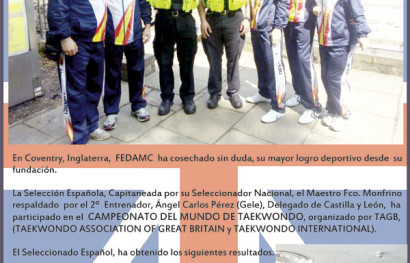 En Coventry, Inglaterra, FEDAMC ha cosechado sin duda, su mayor logro deportivo desde su
fundación.
La Selección Española, Capitaneada por su Seleccionador Nacional, el Maestro Fco. Monfrino
respaldado por el 2º Entrenador, Ángel Carlos Pérez (Gele), Delegado de Castilla y León, ha
participado en el CAMPEONATO DEL MUNDO DE TAEKWONDO, organizado por TAGB,
(TAEKWONDO ASSOCIATION OF GREAT BRITAIN y TAEKWONDO INTERNATIONAL).
El Seleccionado Español, ha obtenido los siguientes resultados.